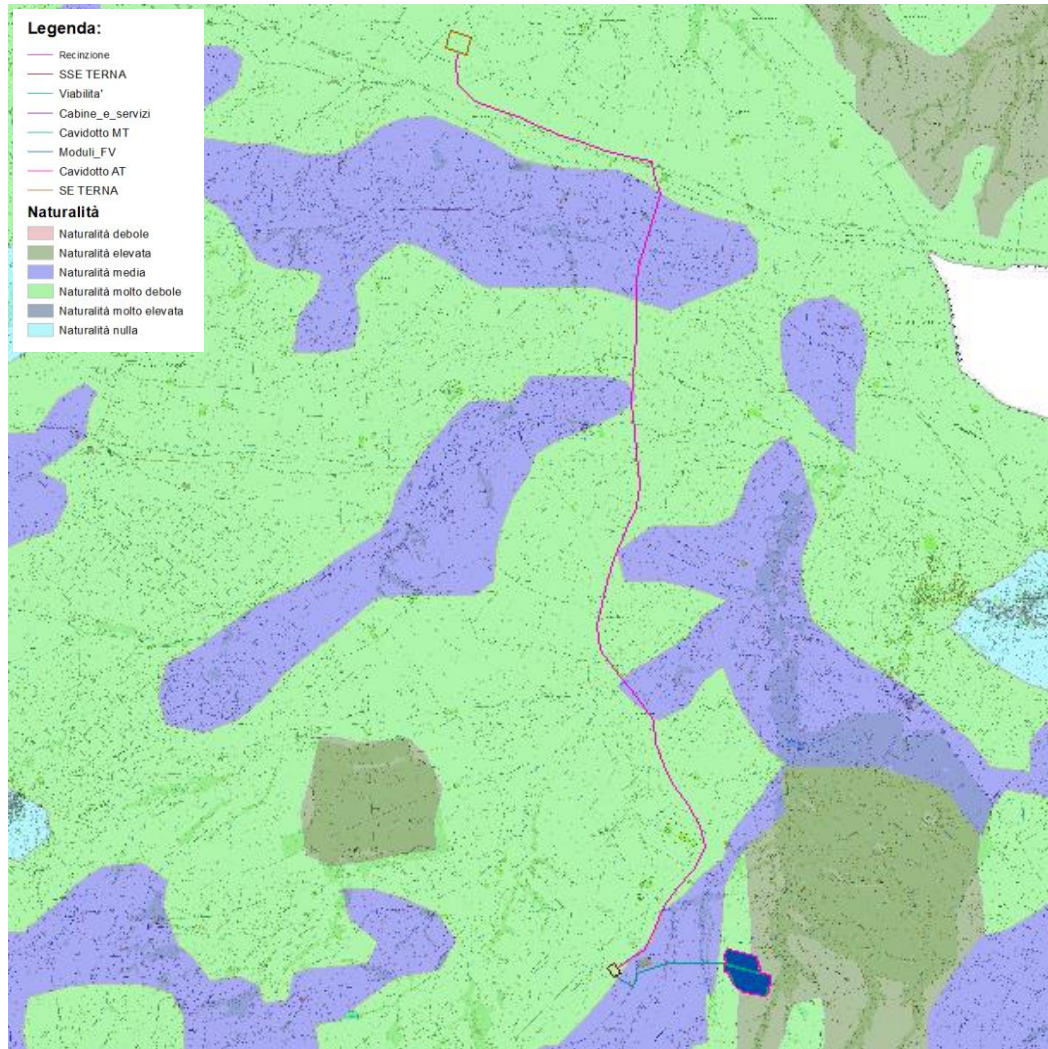 Legenda:
Recinzione
SSE TERNA
Viabilita'
Cabine_e_servizi
Cavidotto MT
Moduli_FV
Cavidotto AT
SE TERNA
Naturalità
Naturalità debole
Naturalità elevata
Naturalità media
Naturalità molto debole
Naturalità molto elevata
Naturalità nulla